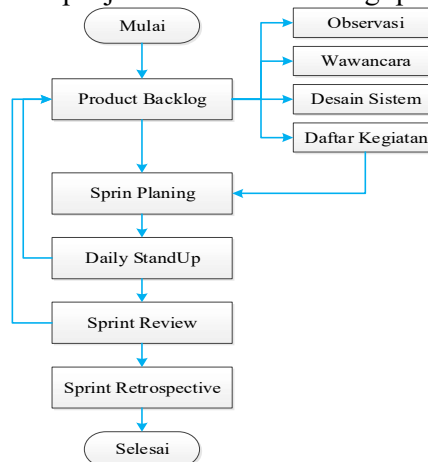 Mulai
Observasi
Wawancara
Product Backlog
Desain Sistem
Daftar Kegiatan
Sprin Planing
Daily StandUp
Sprint Review
Sprint Retrospective
Selesai